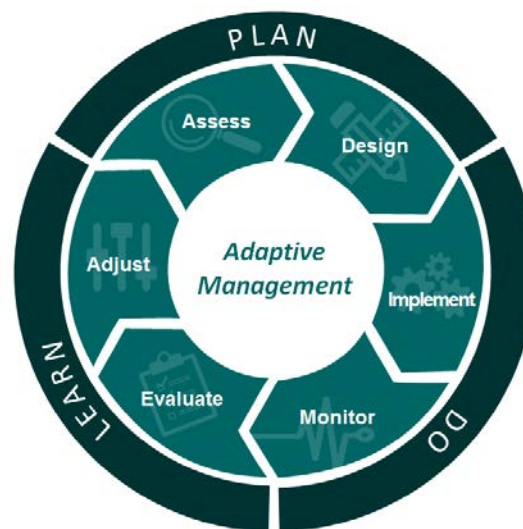 PLAN
Assess
Design
Adjust
Adaptive
Management
Implement
Evaluate
Monitor
LEARN
DO